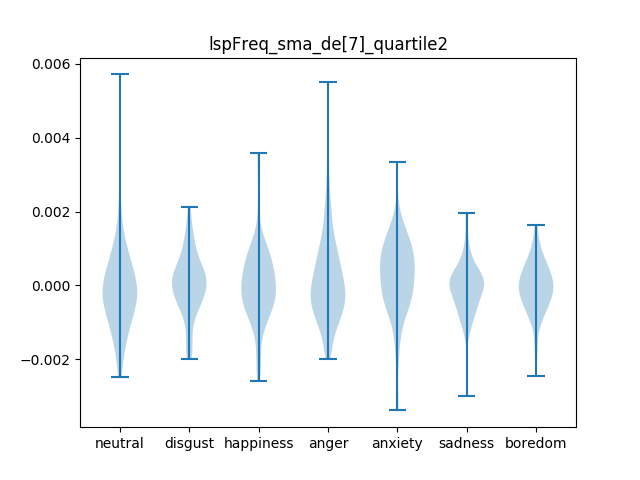 lspFreq_sma_de[7]_quartile2
0.006
0.004
0.002
0.000
−0.002
neutral disgust happiness anger anxiety sadness boredom